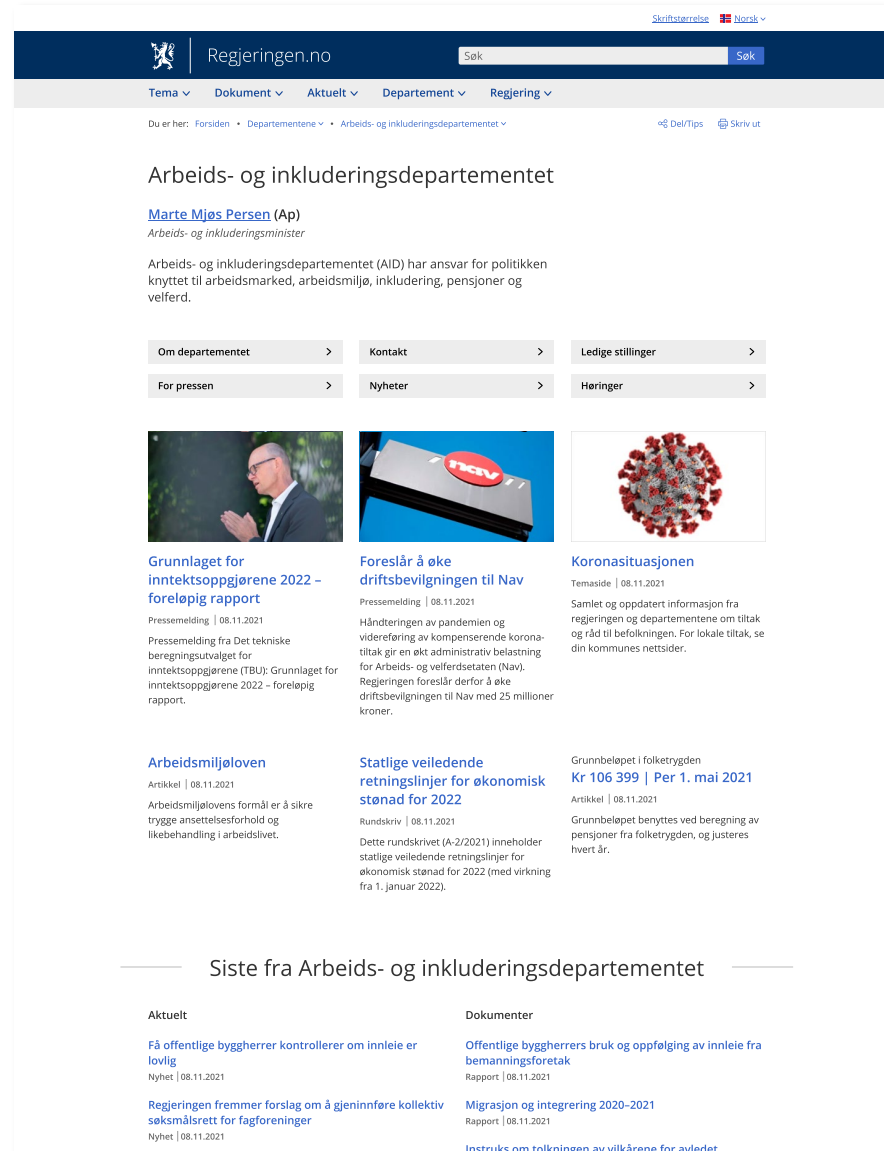 Skriftstørrelse Norsk
Regjeringen.no
Søk Søk
Tema Dokument Aktuelt Departement Regjering
Du er her: Forsiden • Departementene • Arbeids- og inkluderingsdepartementet
Del/Tips Skriv ut
Arbeids- og inkluderingsdepartementet
Marte Mjøs Persen (Ap)
Arbeids- og inkluderingsminister
Arbeids- og inkluderingsdepartementet (AID) har ansvar for politikken
knyttet til arbeidsmarked, arbeidsmiljø, inkludering, pensjoner og
velferd.
Om departementet
Kontakt
Ledige stillinger
For pressen
Nyheter
Høringer
Grunnlaget for
inntektsoppgjørene 2022 –
foreløpig rapport
Pressemelding | 08.11.2021
Pressemelding fra Det tekniske
beregningsutvalget for
inntektsoppgjørene (TBU): Grunnlaget for
inntektsoppgjørene 2022 – foreløpig
rapport.
nav
Foreslår å øke
driftsbevilgningen til Nav
Pressemelding | 08.11.2021
Håndteringen av pandemien og
videreføring av kompenserende korona-
tiltak gir en økt administrativ belastning
for Arbeids- og velferdsetaten (Nav).
Regjeringen foreslår derfor å øke
driftsbevilgningen til Nav med 25 millioner
kroner.
Koronasituasjonen
Temaside | 08.11.2021
Samlet og oppdatert informasjon fra
regjeringen og departementene om tiltak
og råd til befolkningen. For lokale tiltak, se
din kommunes nettsider.
Arbeidsmiljøloven
Artikkel | 08.11.2021
Arbeidsmiljølovens formål er å sikre
trygge ansettelsesforhold og
likebehandling i arbeidslivet.
Statlige veiledende
retningslinjer for økonomisk
stønad for 2022
Rundskriv | 08.11.2021
Dette rundskrivet (A-2/2021) inneholder
statlige veiledende retningslinjer for
økonomisk stønad for 2022 (med virkning
fra 1. januar 2022).
Grunnbeløpet i folketrygden
Kr 106 399 | Per 1. mai 2021
Artikkel | 08.11.2021
Grunnbeløpet benyttes ved beregning av
pensjoner fra folketrygden, og justeres
hvert år.
Siste fra Arbeids- og inkluderingsdepartementet
Aktuelt
Få offentlige byggherrer kontrollerer om innleie er
lovlig
Nyhet | 08.11.2021
Regjeringen fremmer forslag om å gjeninnføre kollektiv
søksmålsrett for fagforeninger
Nyhet | 08.11.2021
Dokumenter
Offentlige byggherrers bruk og oppfølging av innleie fra
bemanningsforetak
Rapport | 08.11.2021
Migrasjon og integrering 2020–2021
Rapport | 08.11.2021
Instruks om tolkningen av vilkårene for avledet